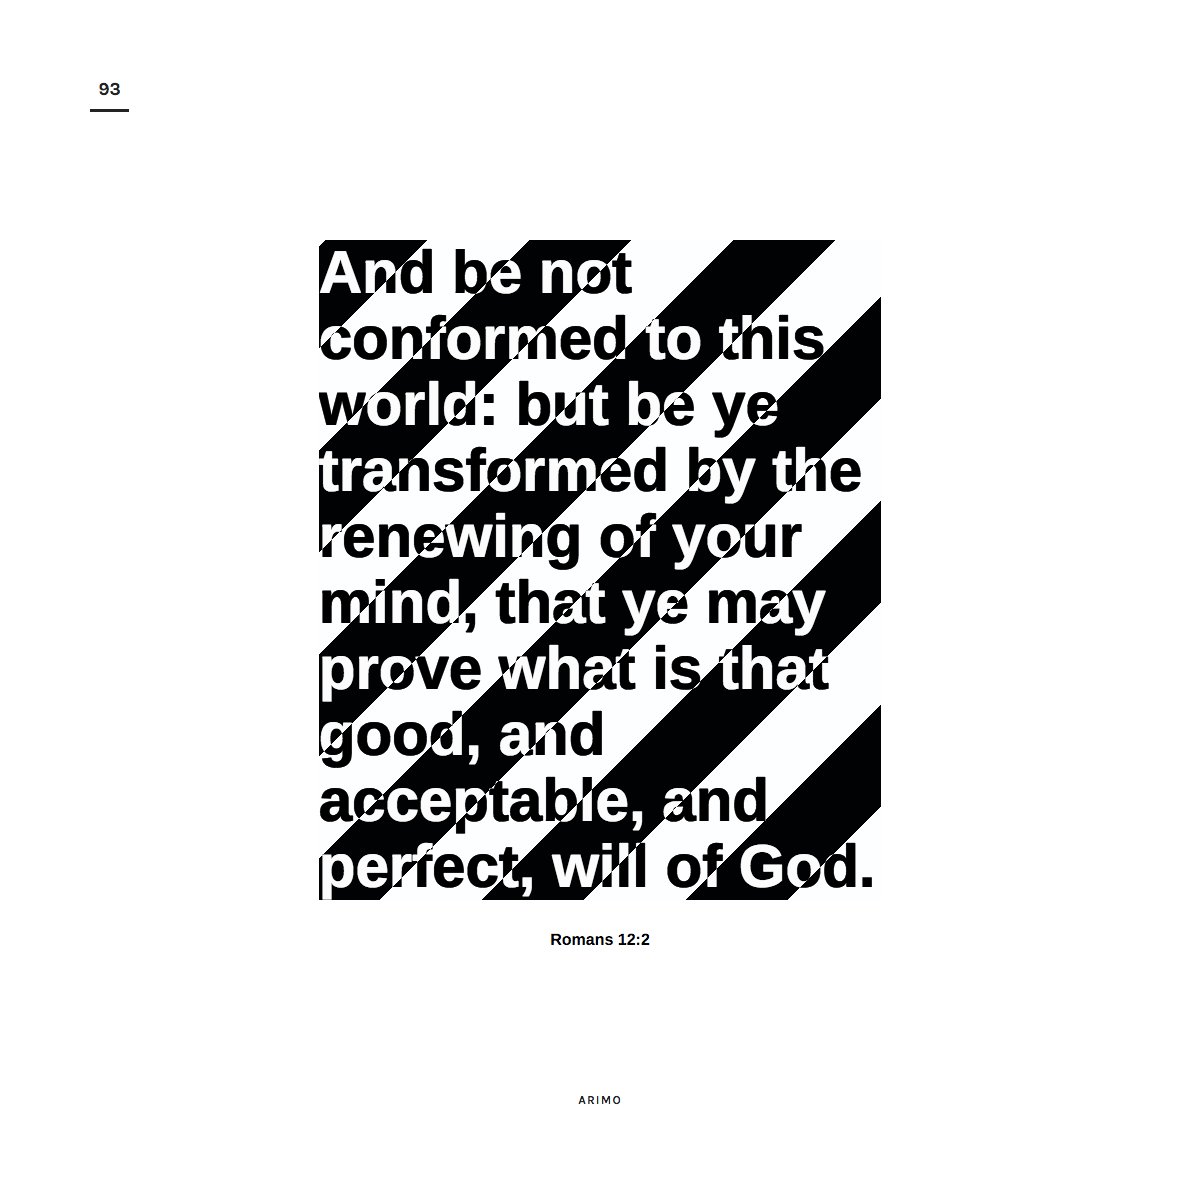 93
And be not
conformed to this
world: but be ye
transformed by the
renewing of your
mind, that ye may
prove what is that
good, and
acceptable, and
perfect, will of God.
Romans 12:2
ARIMO